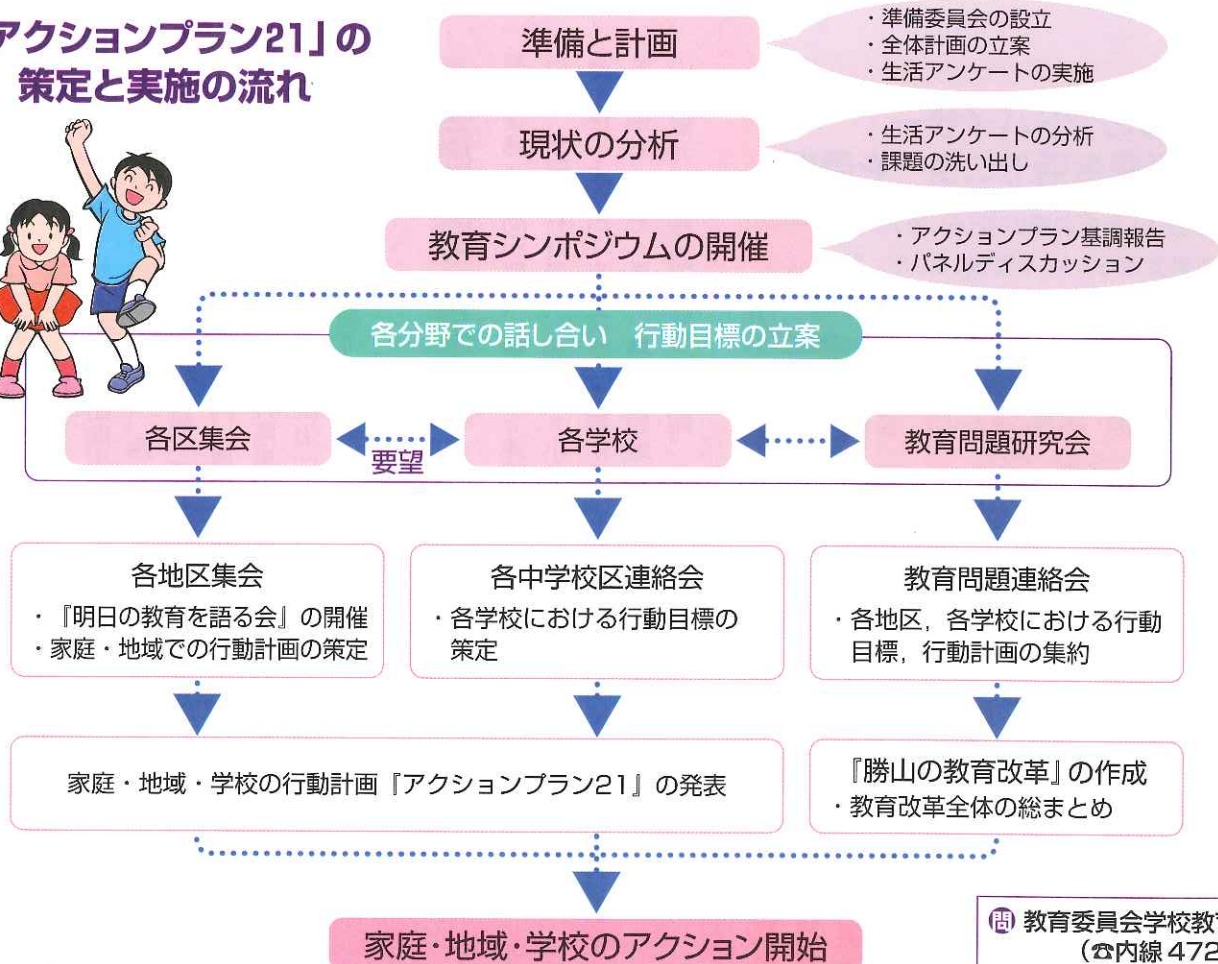 アクションプラン21」の
策定と実施の流れ
準備と計画
・準備委員会の設立
・全体計画の立案
・生活アンケートの実施
現状の分析
・生活アンケートの分析
・課題の洗い出し
教育シンポジウムの開催
・アクションプラン基調報告
・パネルディスカッション
各分野での話し合い　行動目標の立案
各区集会
要望
各学校
教育問題研究会
各地区集会
・『明日の教育を語る会』の開催
・家庭・地域での行動計画の策定
各中学校区連絡会
・各学校における行動目標の
策定
教育問題連絡会
・各地区，各学校における行動
目標，行動計画の集約
家庭・地域・学校の行動計画『アクションプラン21』の発表
『勝山の教育改革』の作成
・教育改革全体の総まとめ
家庭・地域・学校のアクション開始
問 教育委員会学校教
(☎内線472